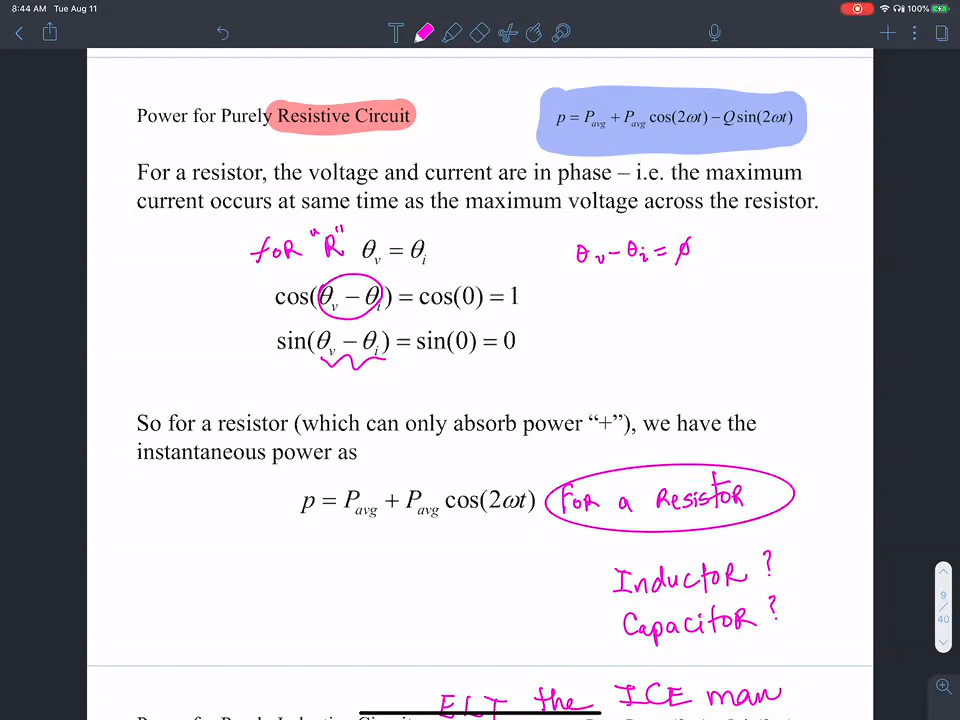 8:44 AM Tue Aug 11
100%
Power for Purely Resistive Circuit
p = P_avg + P_avg cos(2ωt) − Q sin(2ωt)
For a resistor, the voltage and current are in phase – i.e. the maximum
current occurs at same time as the maximum voltage across the resistor.
for "R" θ_v = θ_i
θ_v − θ_i = 0
cos(θ_v − θ_i) = cos(0) = 1
sin(θ_v − θ_i) = sin(0) = 0
So for a resistor (which can only absorb power “+”), we have the
instantaneous power as
p = P_avg + P_avg cos(2ωt)
For a Resistor
Inductor?
Capacitor?
9
/
40
ELI the ICE man